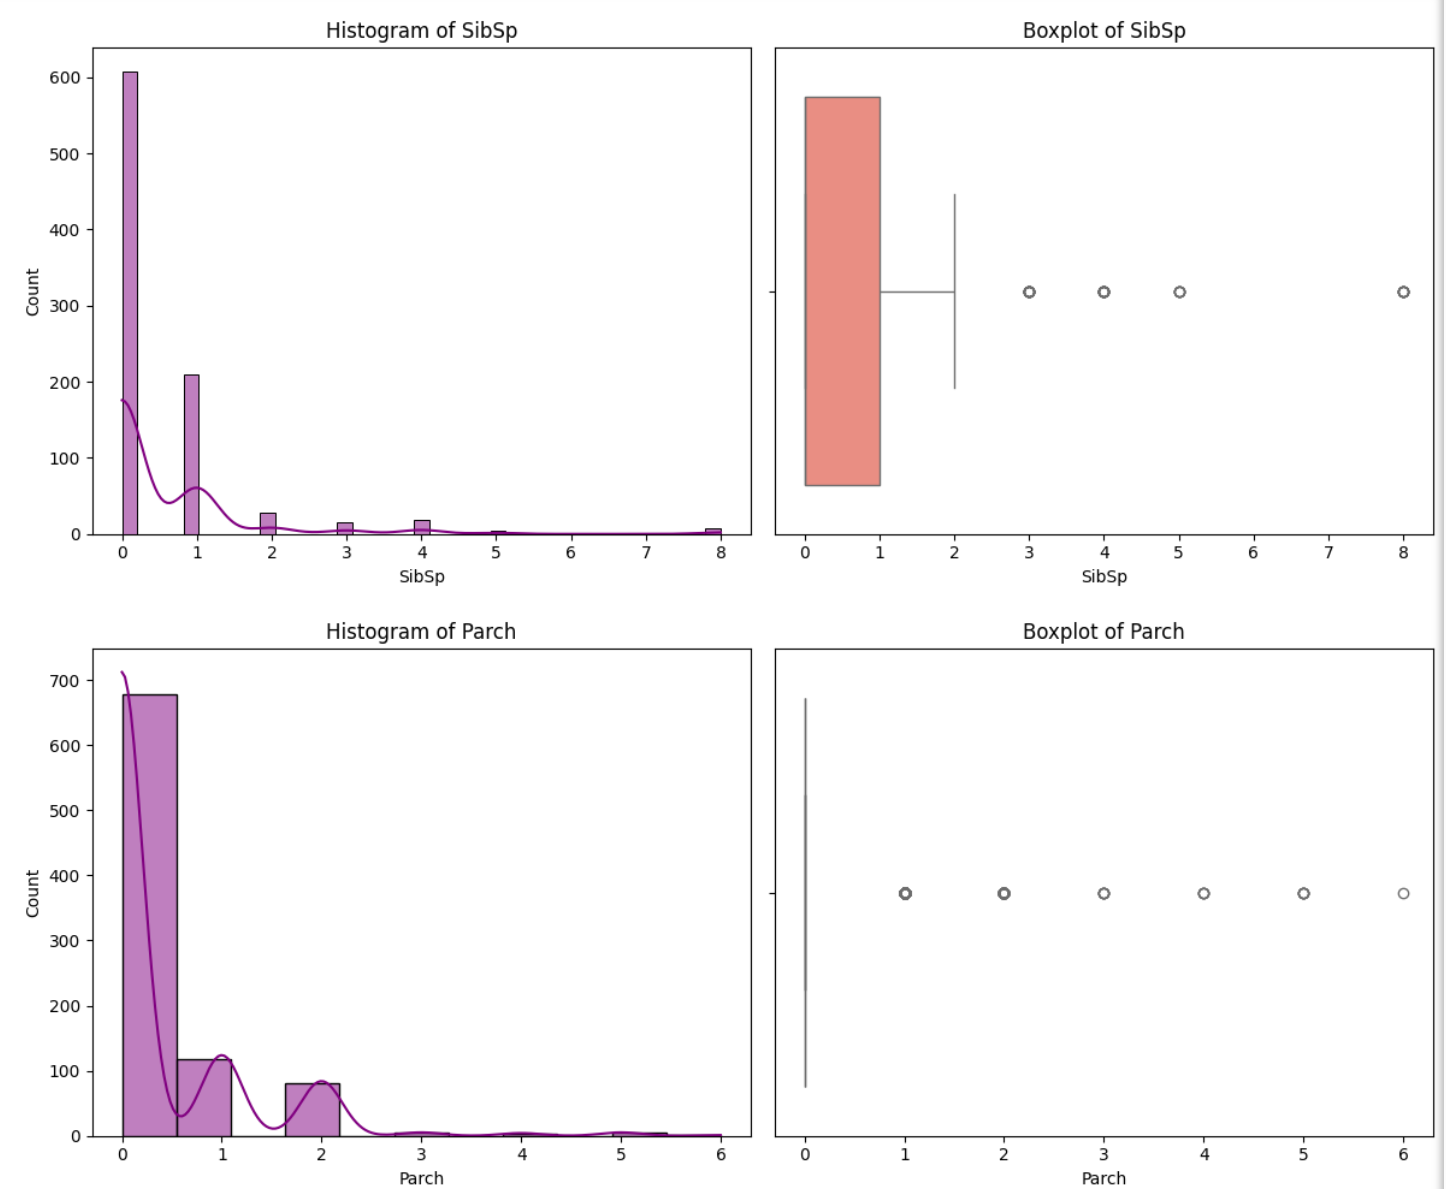 Histogram of SibSp
Boxplot of SibSp
600
500
400
300
200
100
0
Count
0 1 2 3 4 5 6 7 8
SibSp
0 1 2 3 4 5 6 7 8
SibSp
Histogram of Parch
Boxplot of Parch
700
600
500
400
300
200
100
0
Count
0 1 2 3 4 5 6
Parch
0 1 2 3 4 5 6
Parch